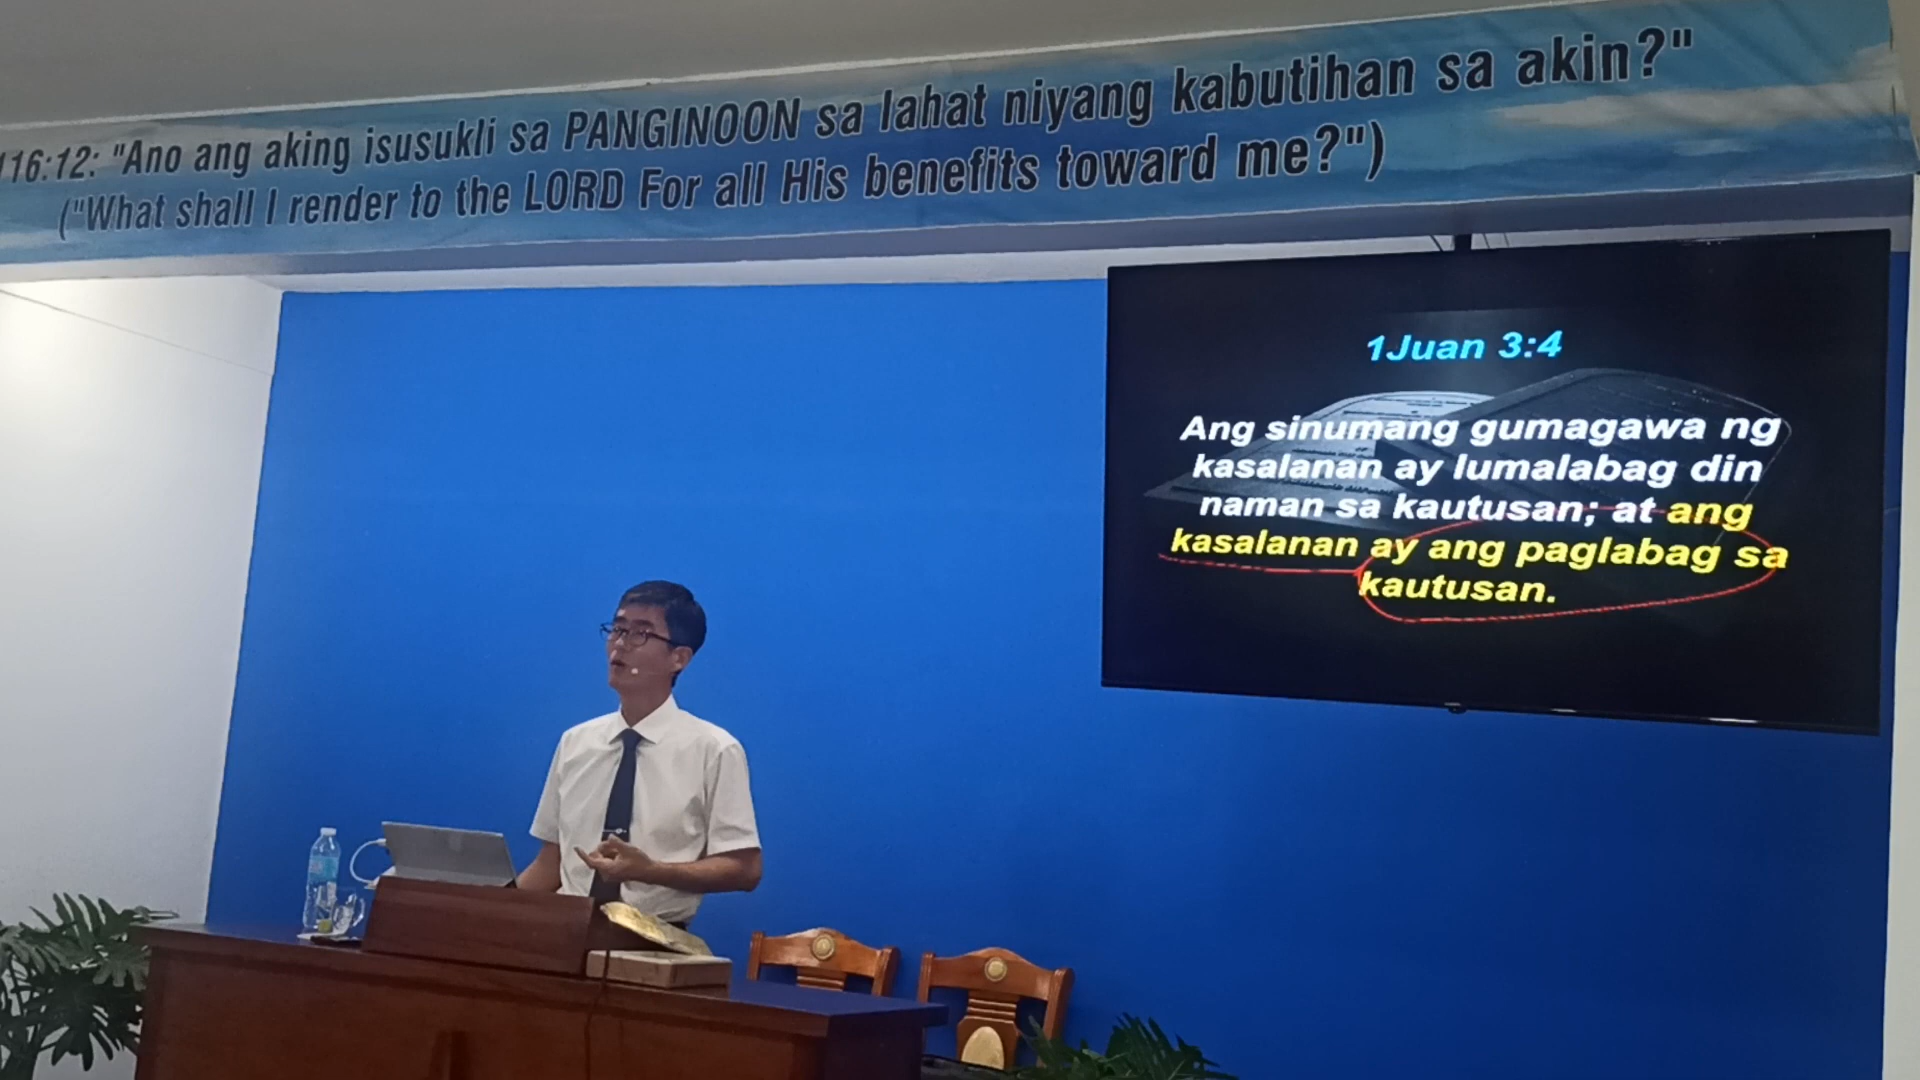 116:12: "Ano ang aking isusukli sa PANGINOON sa lahat niyang kabutihan sa akin?"
("What shall I render to the LORD For all His benefits toward me?")
1Juan 3:4
Ang sinumang gumagawa ng
kasalanan ay lumalabag din
naman sa kautusan; at ang
kasalanan ay ang paglabag sa
kautusan.